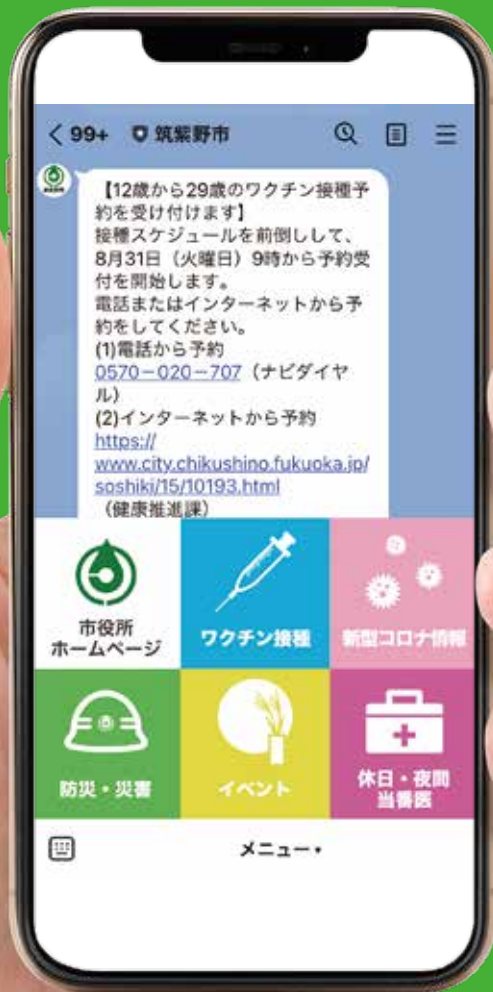 99+ 筑紫野市
【12歳から29歳のワクチン接種予
約を受け付けます】
接種スケジュールを前倒しして、
8月31日（火曜日）9時から予約受
付を開始します。
電話またはインターネットから予
約をしてください。
(1)電話から予約
0570－020－707（ナビダイヤ
ル）
(2)インターネットから予約
https://
www.city.chikushino.fukuoka.jp/
soshiki/15/10193.html
（健康推進課）
市役所
ホームページ
ワクチン接種
新型コロナ情報
防災・災害
イベント
休日・夜間
当番医
メニュー